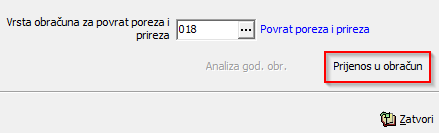 Vrsta obračuna za povrat poreza i
prireza
018 ... Povrat poreza i prireza
Analiza god. obr. Prijenos u obračun
Zatvori